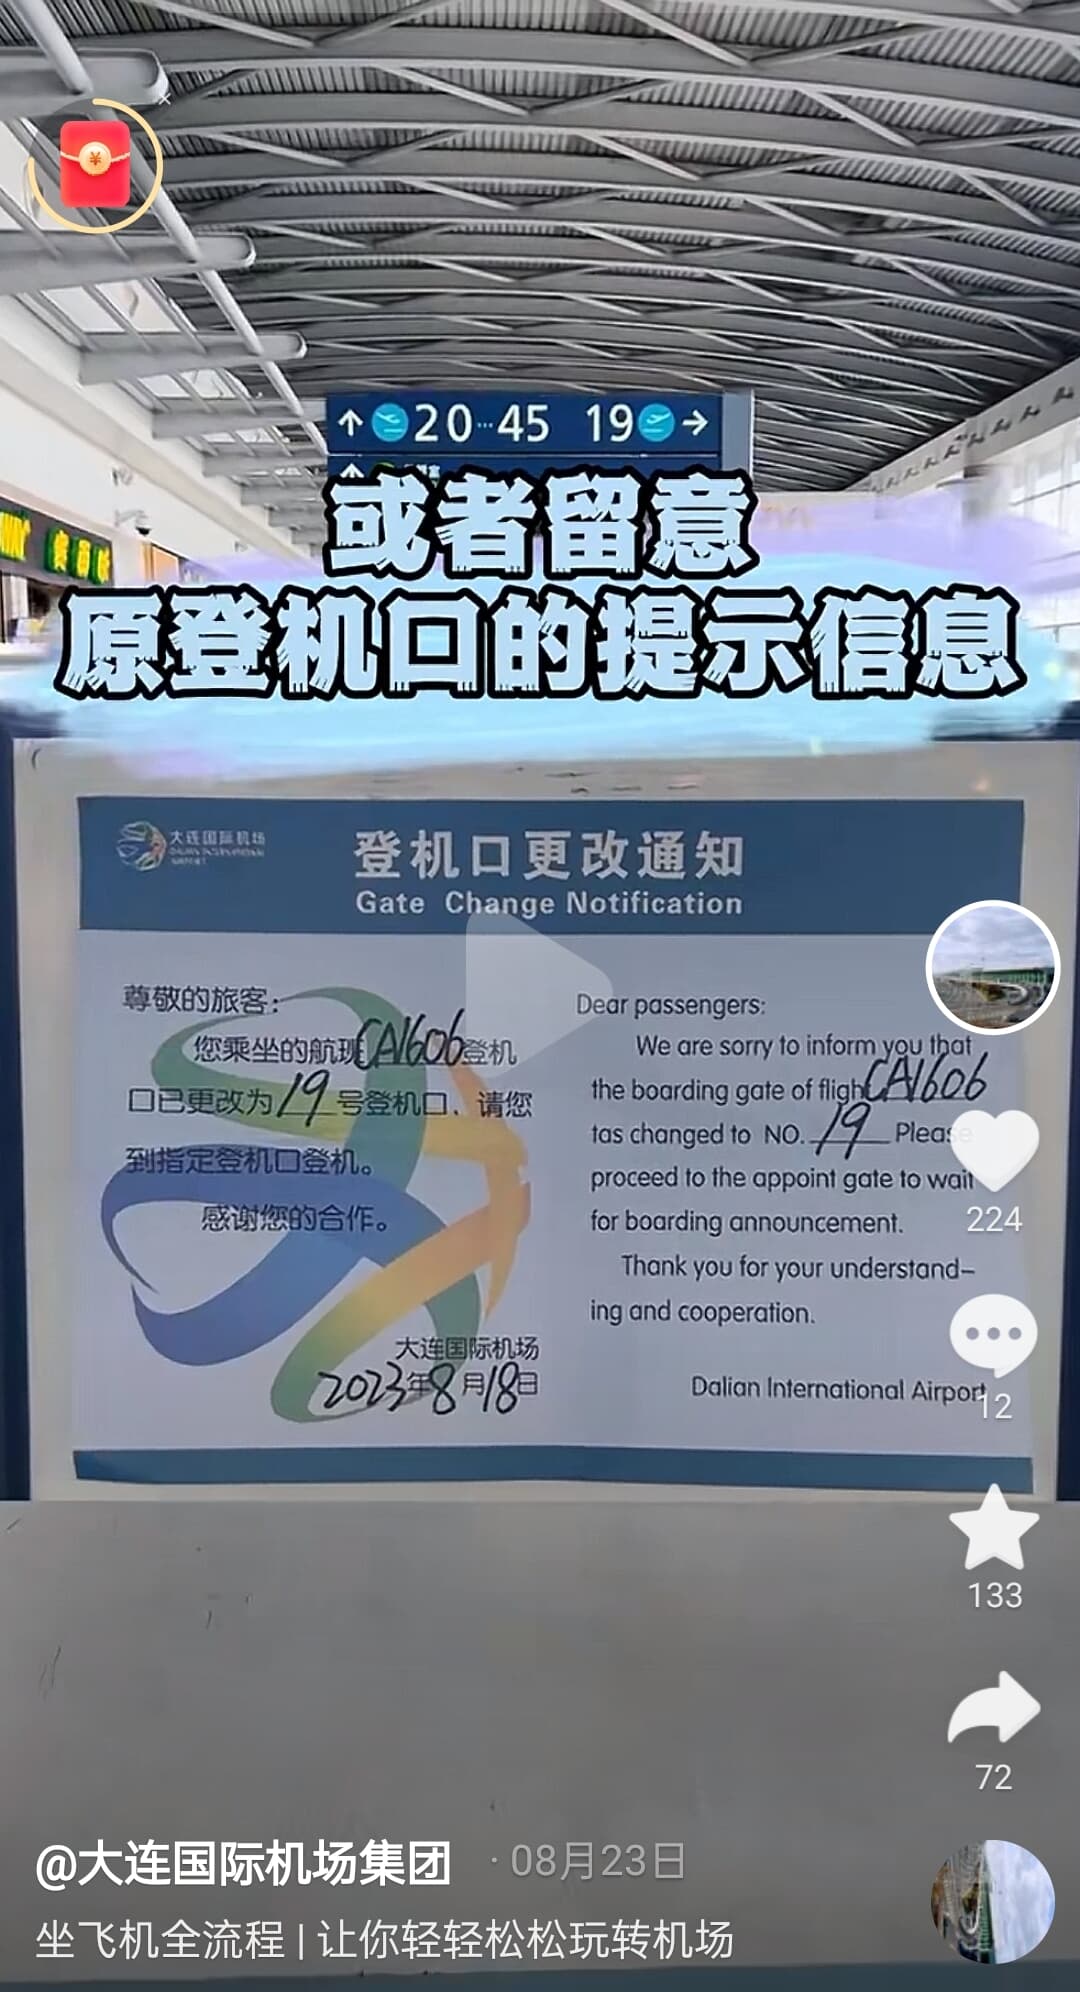 20···45 19
或者留意
原登机口的提示信息
大连国际机场
登机口更改通知
Gate Change Notification
尊敬的旅客:
您乘坐的航班CA1606登机
口已更改为19号登机口, 请您
到指定登机口登机。
感谢您的合作。
大连国际机场
2023年8月18日
Dear passengers:
We are sorry to inform you that
the boarding gate of flight CA1606
tas changed to NO. 19 Please
proceed to the appoint gate to wait
for boarding announcement.
Thank you for your understand-
ing and cooperation.
Dalian International Airport
224
12
133
72
@大连国际机场集团 · 08月23日
坐飞机全流程 | 让你轻轻松松玩转机场